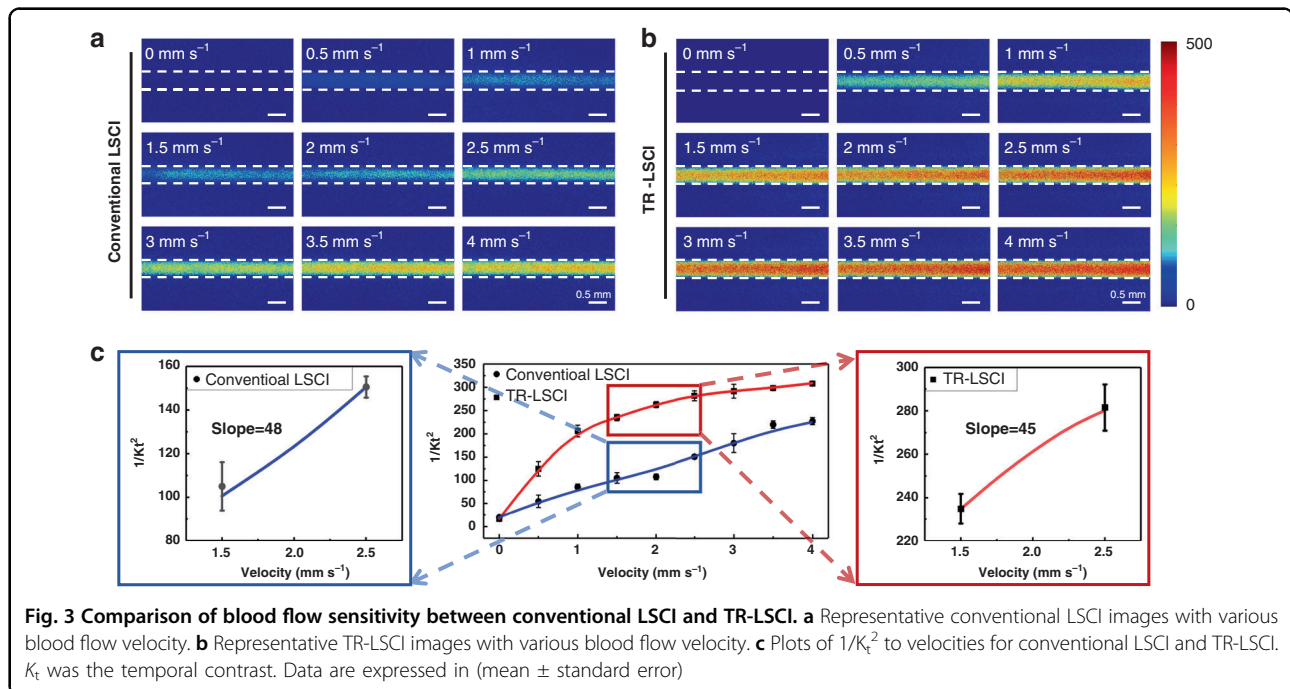 a
b
Conventional LSCI
0 mm s⁻¹
0.5 mm s⁻¹
1 mm s⁻¹
1.5 mm s⁻¹
2 mm s⁻¹
2.5 mm s⁻¹
3 mm s⁻¹
3.5 mm s⁻¹
4 mm s⁻¹
0.5 mm
TR -LSCI
0 mm s⁻¹
0.5 mm s⁻¹
1 mm s⁻¹
1.5 mm s⁻¹
2 mm s⁻¹
2.5 mm s⁻¹
3 mm s⁻¹
3.5 mm s⁻¹
4 mm s⁻¹
0.5 mm
500
0
c
160
140
120
100
80
1/Kt²
Conventioal LSCI
Slope=48
1.5 2.0 2.5
Velocity (mm s⁻¹)
350
300
250
200
150
100
50
0
1/Kt²
Conventioal LSCI
TR-LSCI
0 1 2 3 4
Velocity (mm s⁻¹)
300
280
260
240
220
1/Kt²
TR-LSCI
Slope=45
1.5 2.0 2.5
Velocity (mm s⁻¹)
Fig. 3 Comparison of blood flow sensitivity between conventional LSCI and TR-LSCI. a Representative conventional LSCI images with various
blood flow velocity. b Representative TR-LSCI images with various blood flow velocity. c Plots of 1/Kₜ² to velocities for conventional LSCI and TR-LSCI.
Kₜ was the temporal contrast. Data are expressed in (mean ± standard error)